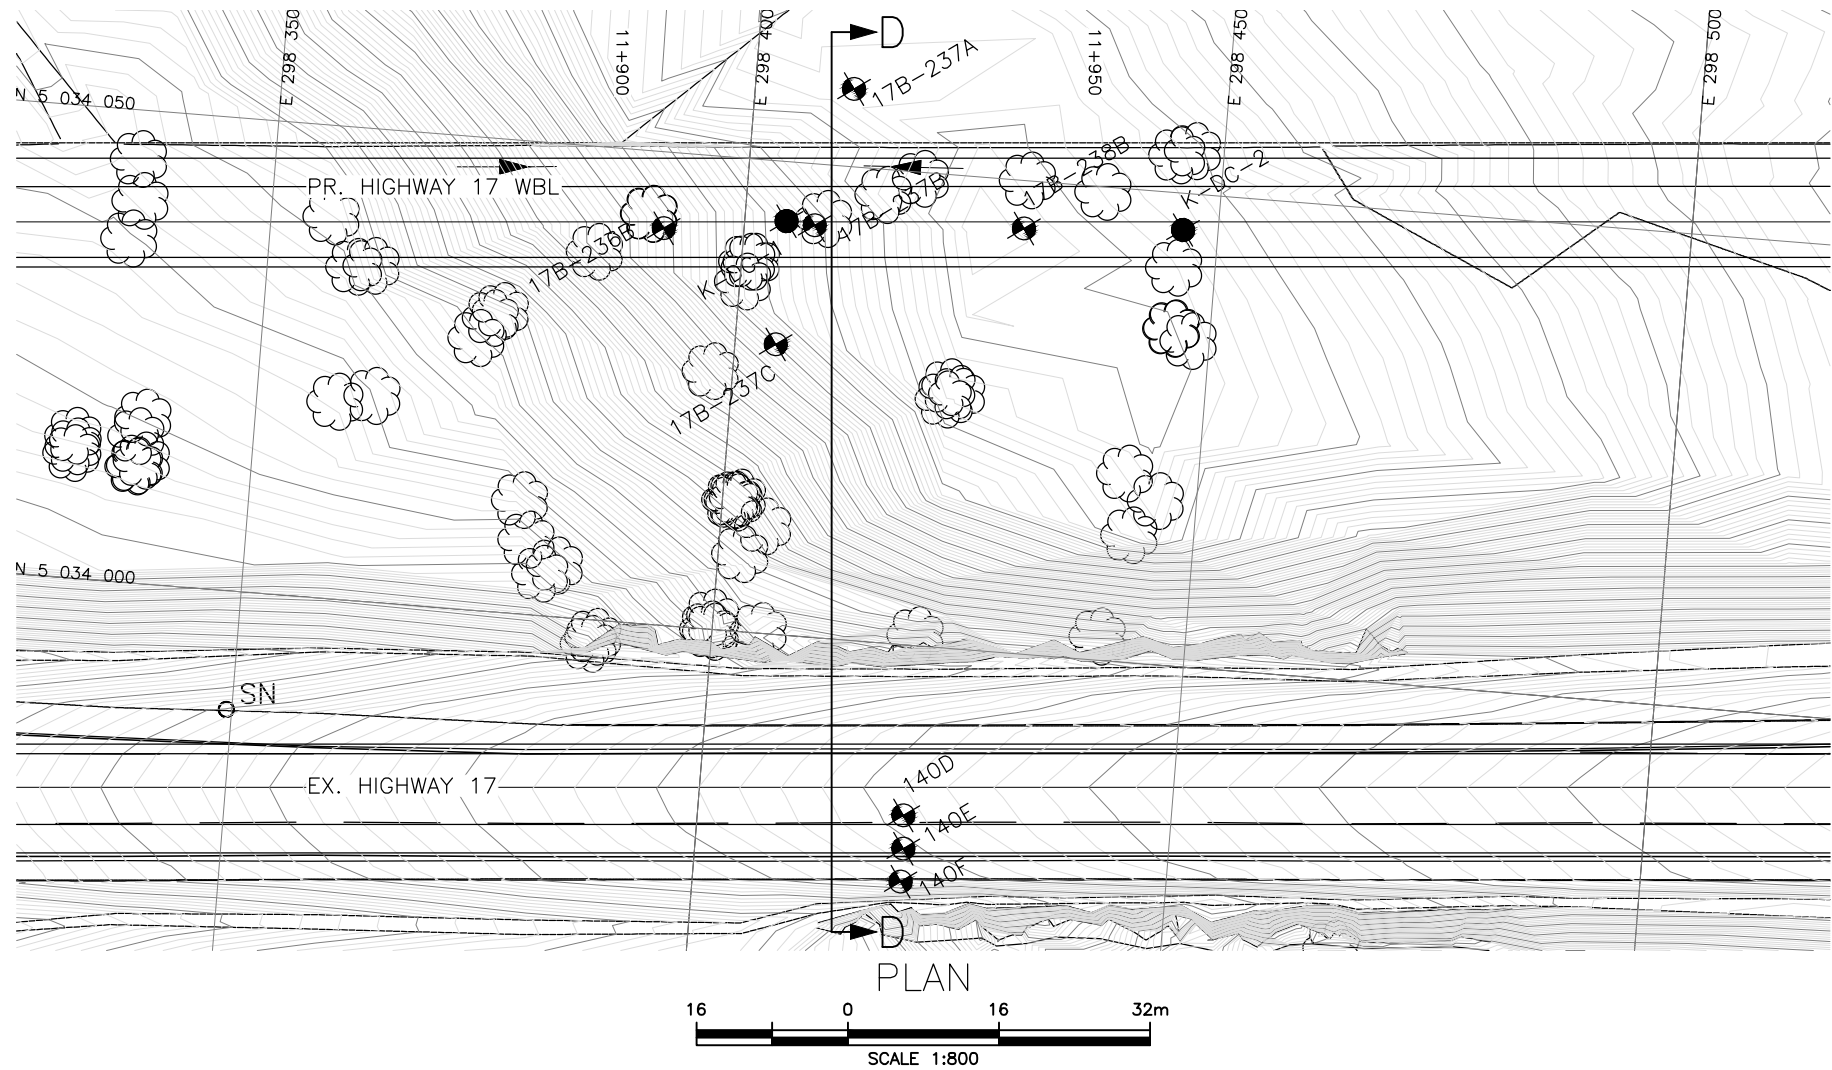 E 298 350
11+900
E 298 400
D
17B-237A
11+950
E 298 450
E 298 500
N 5 034 050
PR. HIGHWAY 17 WBL
17B-238B
K-DC-2
17B-237B
17B-236B
17B-237C
N 5 034 000
SN
EX. HIGHWAY 17
140D
140E
140F
D
PLAN
16 0 16 32m
SCALE 1:800